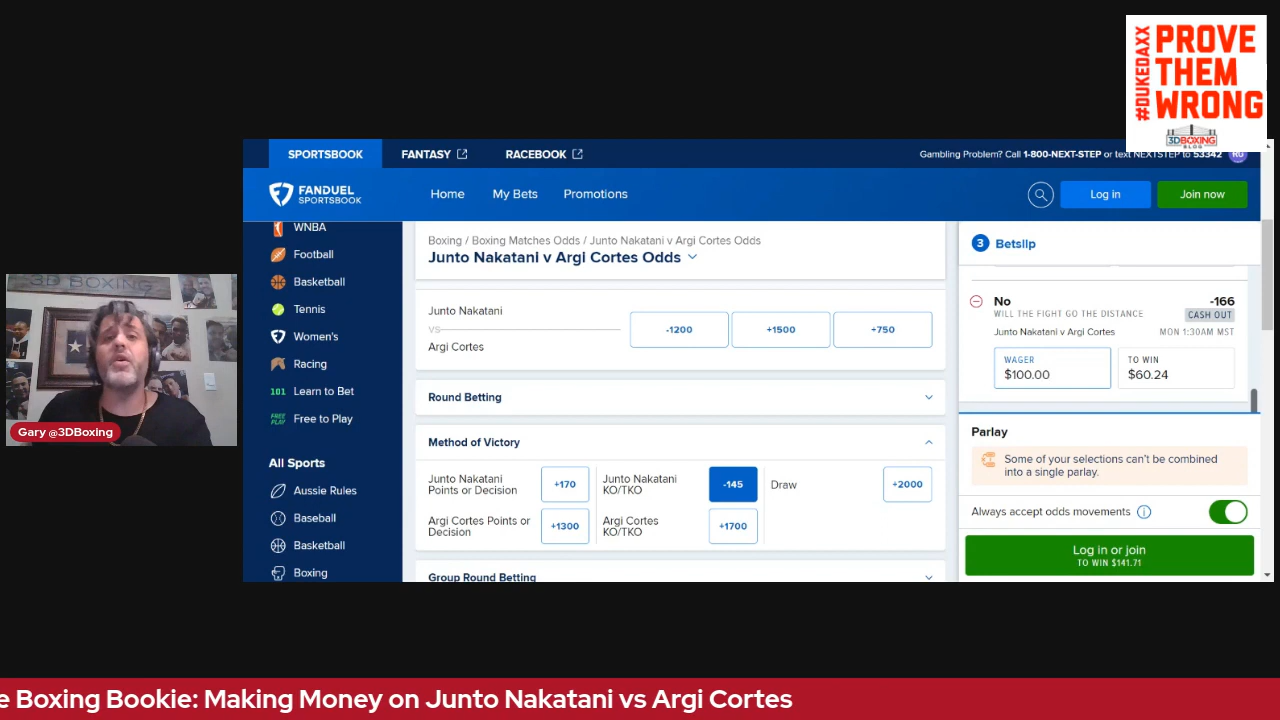 #DUKEDAXX
PROVE
THEM
WRONG
3DBOXING
BLOG
SPORTSBOOK
FANTASY
RACEBOOK
Gambling Problem? Call 1-800-NEXT-STEP or text NEXTSTEP to 53342
RU
FANDUEL
SPORTSBOOK
Home
My Bets
Promotions
Log in
Join now
WNBA
Football
Basketball
Tennis
Women's
Racing
101 Learn to Bet
FREE PLAY Free to Play
All Sports
Aussie Rules
Baseball
Basketball
Boxing
Boxing / Boxing Matches Odds / Junto Nakatani v Argi Cortes Odds
Junto Nakatani v Argi Cortes Odds
Junto Nakatani
VS
Argi Cortes
-1200
+1500
+750
Round Betting
Method of Victory
Junto Nakatani
Points or Decision
+170
Junto Nakatani
KO/TKO
-145
Draw
+2000
Argi Cortes Points or
Decision
+1300
Argi Cortes
KO/TKO
+1700
Group Round Betting
3 Betslip
No
-166
WILL THE FIGHT GO THE DISTANCE
CASH OUT
Junto Nakatani v Argi Cortes
MON 1:30AM MST
WAGER
$100.00
TO WIN
$60.24
Parlay
Some of your selections can't be combined
into a single parlay.
Always accept odds movements
Log in or join
TO WIN $141.71
3D BOXING
Gary @3DBoxing
e Boxing Bookie: Making Money on Junto Nakatani vs Argi Cortes